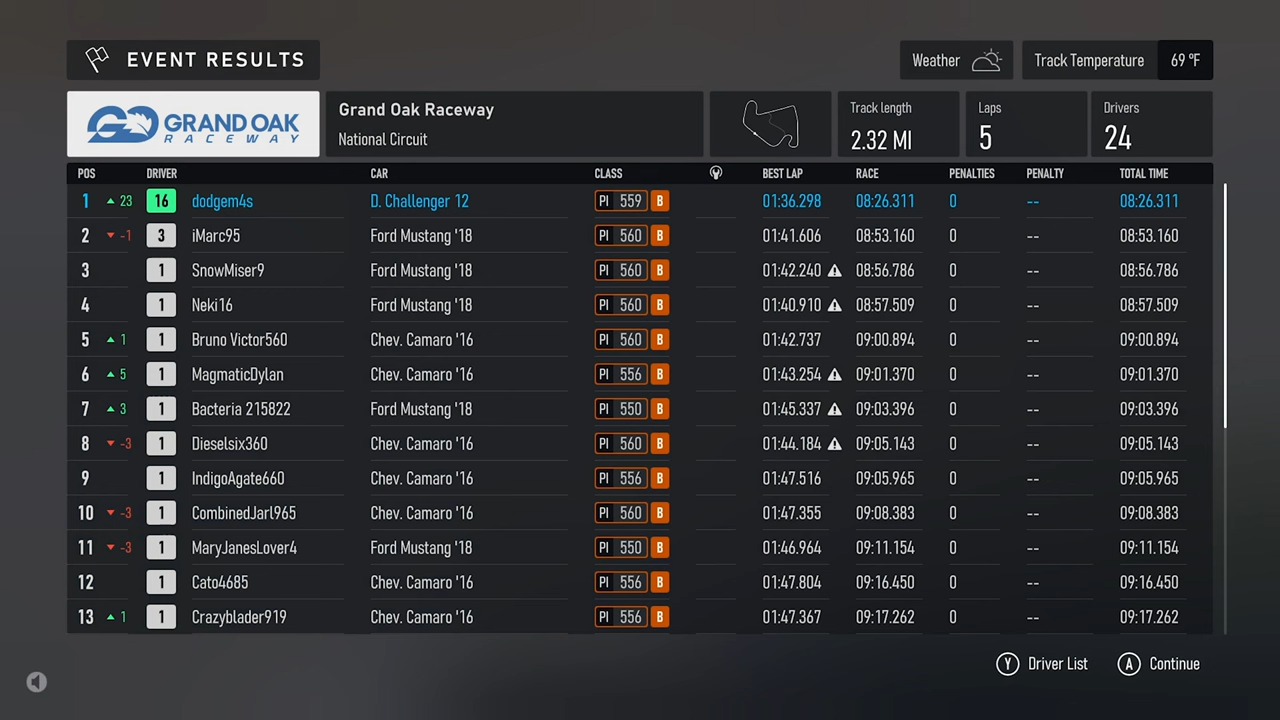 EVENT RESULTS
Weather
Track Temperature 69 ºF
GRAND OAK
RACEWAY
Grand Oak Raceway
National Circuit
Track length
2.32 MI
Laps
5
Drivers
24
POS DRIVER CAR CLASS BEST LAP RACE PENALTIES PENALTY TOTAL TIME
1 23 16 dodgem4s D. Challenger 12 PI 559 B 01:36.298 08:26.311 0 -- 08:26.311
2 -1 3 iMarc95 Ford Mustang '18 PI 560 B 01:41.606 08:53.160 0 -- 08:53.160
3 1 SnowMiser9 Ford Mustang '18 PI 560 B 01:42.240 08:56.786 0 -- 08:56.786
4 1 Neki16 Ford Mustang '18 PI 560 B 01:40.910 08:57.509 0 -- 08:57.509
5 1 1 Bruno Victor560 Chev. Camaro '16 PI 560 B 01:42.737 09:00.894 0 -- 09:00.894
6 5 1 MagmaticDylan Chev. Camaro '16 PI 556 B 01:43.254 09:01.370 0 -- 09:01.370
7 3 1 Bacteria 215822 Ford Mustang '18 PI 550 B 01:45.337 09:03.396 0 -- 09:03.396
8 -3 1 Dieselsix360 Chev. Camaro '16 PI 560 B 01:44.184 09:05.143 0 -- 09:05.143
9 1 IndigoAgate660 Chev. Camaro '16 PI 556 B 01:47.516 09:05.965 0 -- 09:05.965
10 -3 1 CombinedJarl965 Chev. Camaro '16 PI 560 B 01:47.355 09:08.383 0 -- 09:08.383
11 -3 1 MaryJanesLover4 Ford Mustang '18 PI 550 B 01:46.964 09:11.154 0 -- 09:11.154
12 1 Cato4685 Chev. Camaro '16 PI 556 B 01:47.804 09:16.450 0 -- 09:16.450
13 1 1 Crazyblader919 Chev. Camaro '16 PI 556 B 01:47.367 09:17.262 0 -- 09:17.262
Y Driver List A Continue